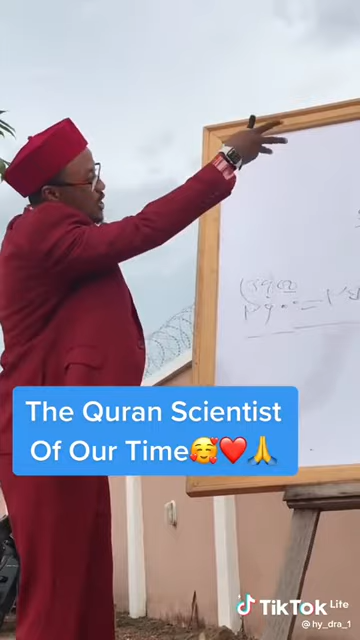 The Quran Scientist
Of Our Time🥰❤️🙏
TikTok Lite
@hy_dra_1